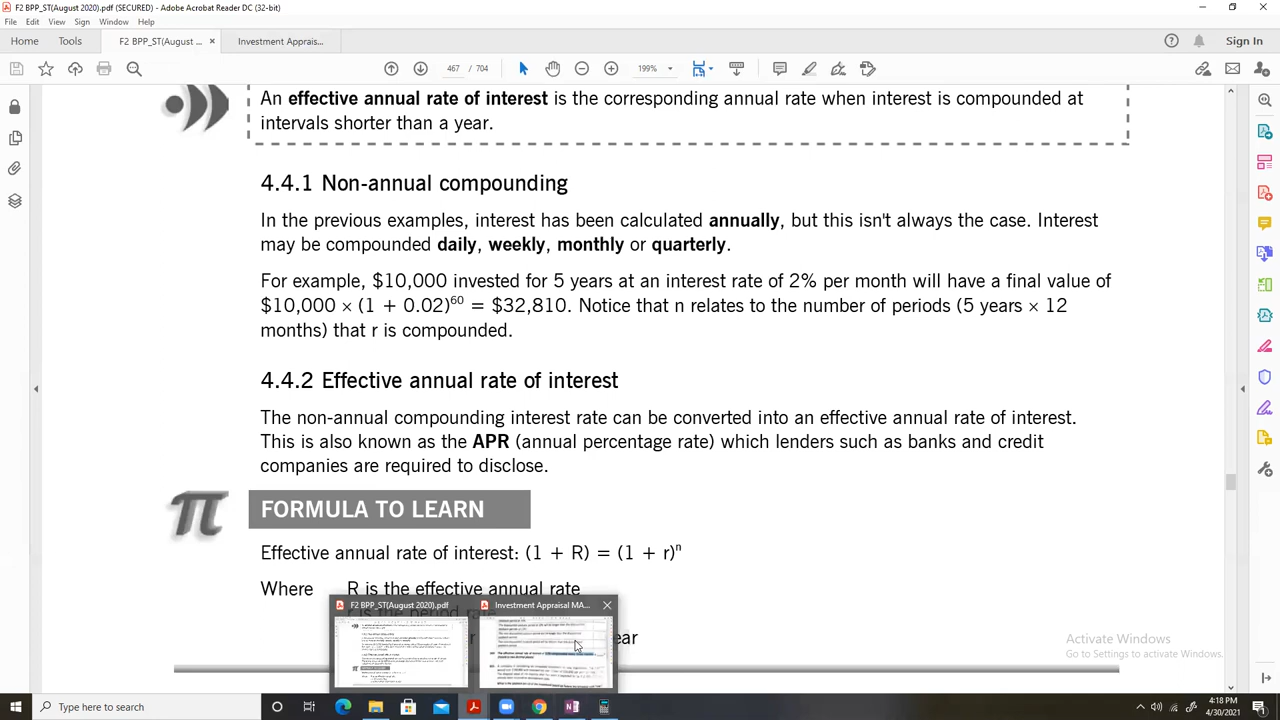 F2 BPP_ST(August 2020).pdf (SECURED) - Adobe Acrobat Reader DC (32-bit)
File Edit View Sign Window Help
Home Tools F2 BPP_ST(August ... × Investment Apprais... Sign In
467 / 704 199%
An effective annual rate of interest is the corresponding annual rate when interest is compounded at
intervals shorter than a year.
4.4.1 Non-annual compounding
In the previous examples, interest has been calculated annually, but this isn't always the case. Interest
may be compounded daily, weekly, monthly or quarterly.
For example, $10,000 invested for 5 years at an interest rate of 2% per month will have a final value of
$10,000 × (1 + 0.02)⁶⁰ = $32,810. Notice that n relates to the number of periods (5 years × 12
months) that r is compounded.
4.4.2 Effective annual rate of interest
The non-annual compounding interest rate can be converted into an effective annual rate of interest.
This is also known as the APR (annual percentage rate) which lenders such as banks and credit
companies are required to disclose.
π FORMULA TO LEARN
Effective annual rate of interest: (1 + R) = (1 + r)ⁿ
Where R is the effective annual rate
F2 BPP_ST(August 2020).pdf Investment Appraisal MA...
Activate Windows
Go to Settings to activate Windows.
Type here to search
4:18 PM
4/30/2021